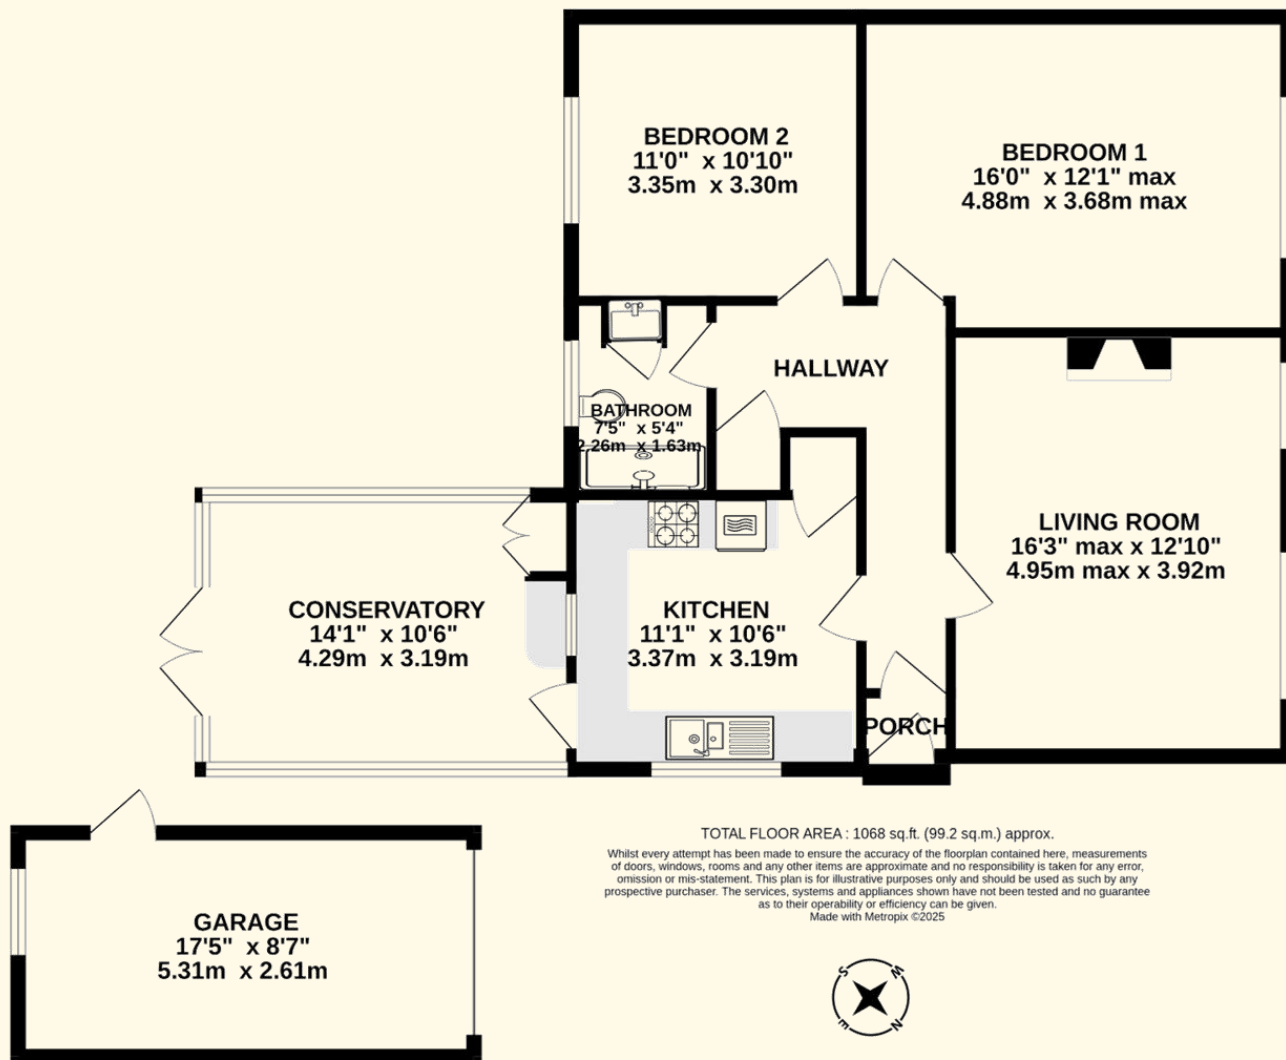 BEDROOM 2
11'0" x 10'10"
3.35m x 3.30m
BEDROOM 1
16'0" x 12'1" max
4.88m x 3.68m max
HALLWAY
BATHROOM
7'5" x 5'4"
2.26m x 1.63m
LIVING ROOM
16'3" max x 12'10"
4.95m max x 3.92m
CONSERVATORY
14'1" x 10'6"
4.29m x 3.19m
KITCHEN
11'1" x 10'6"
3.37m x 3.19m
PORCH
GARAGE
17'5" x 8'7"
5.31m x 2.61m
TOTAL FLOOR AREA : 1068 sq.ft. (99.2 sq.m.) approx.
Whilst every attempt has been made to ensure the accuracy of the floorplan contained here, measurements
of doors, windows, rooms and any other items are approximate and no responsibility is taken for any error,
omission or mis-statement. This plan is for illustrative purposes only and should be used as such by any
prospective purchaser. The services, systems and appliances shown have not been tested and no guarantee
as to their operability or efficiency can be given.
Made with Metropix ©2025
S
W
E
N